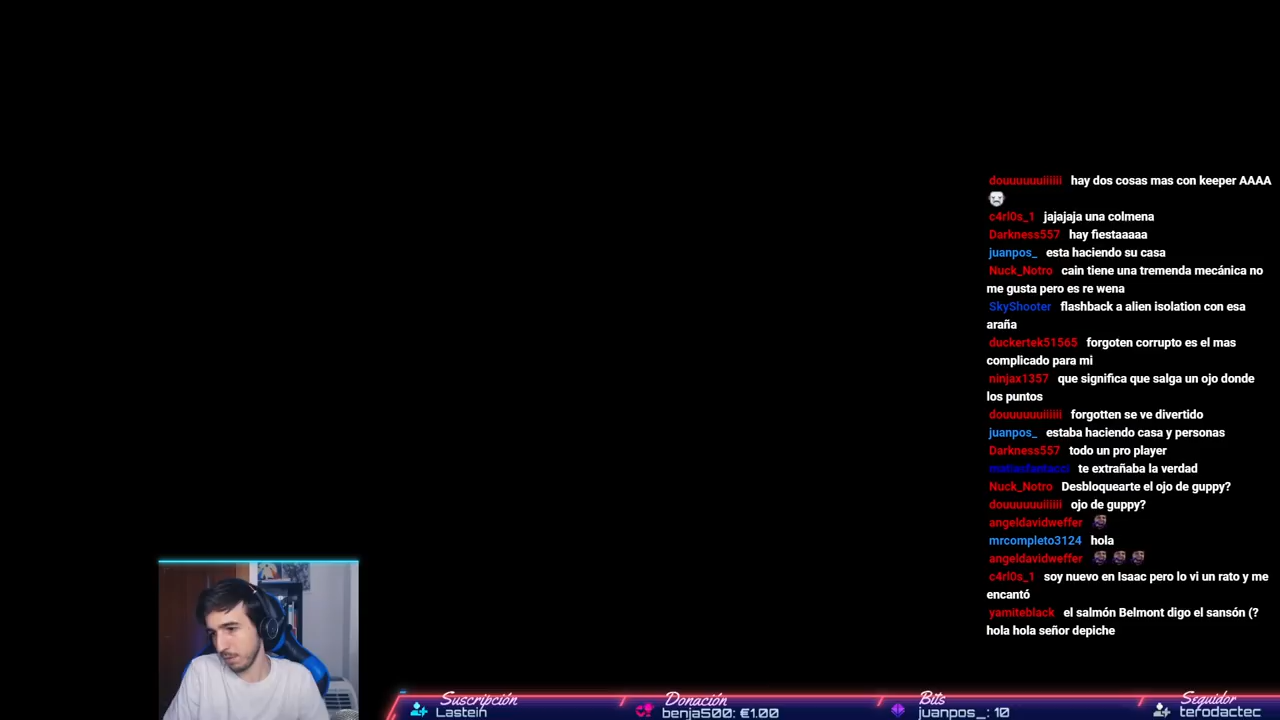 douuuuuuiiiiii hay dos cosas mas con keeper AAAA
c4rl0s_1 jajajaja una colmena
Darkness557 hay fiestaaaaa
juanpos_ esta haciendo su casa
Nuck_Notro cain tiene una tremenda mecánica no
me gusta pero es re wena
SkyShooter flashback a alien isolation con esa
araña
duckertek51565 forgoten corrupto es el mas
complicado para mi
ninjax1357 que significa que salga un ojo donde
los puntos
douuuuuuiiiiii forgotten se ve divertido
juanpos_ estaba haciendo casa y personas
Darkness557 todo un pro player
te extrañaba la verdad
Nuck_Notro Desbloquearte el ojo de guppy?
douuuuuuiiiiii ojo de guppy?
angeldavidweffer
mrcompleto3124 hola
angeldavidweffer
c4rl0s_1 soy nuevo en Isaac pero lo vi un rato y me
encantó
yamiteblack el salmón Belmont digo el sansón (?
hola hola señor depiche
Suscripción Donación Bits Seguidor
Lastein benja500: €1.00 juanpos_: 10 terodactec